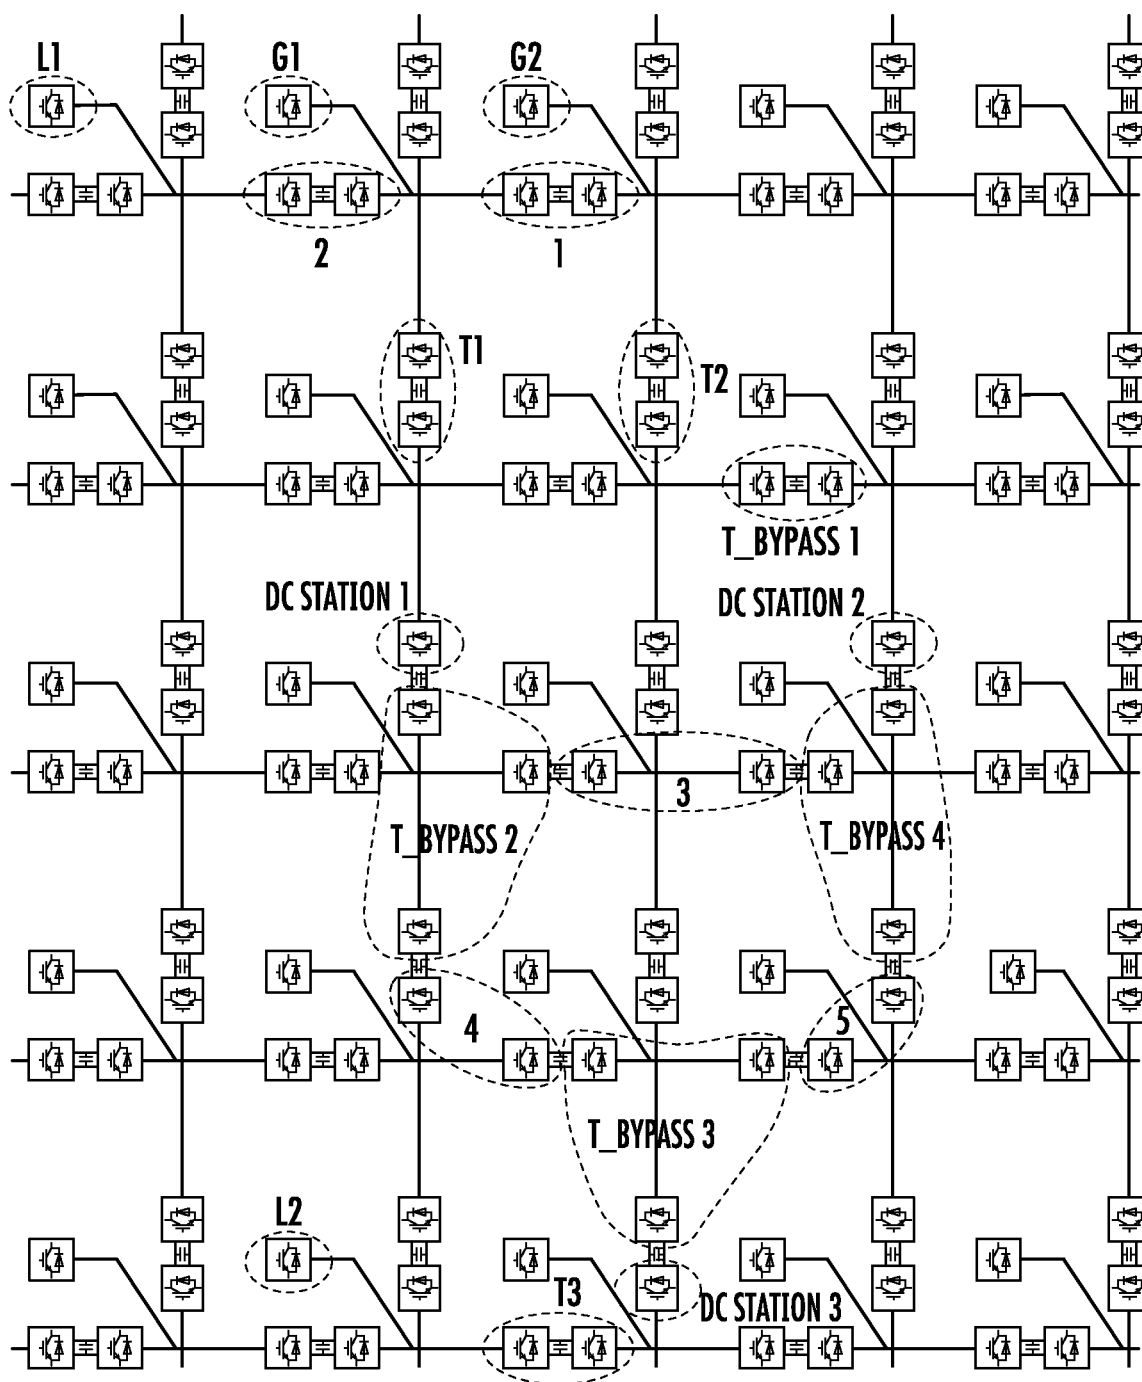 L1
G1
G2
2
1
T1
T2
T_BYPASS 1
DC STATION 1
DC STATION 2
3
T_BYPASS 2
T_BYPASS 4
4
5
T_BYPASS 3
L2
T3
DC STATION 3